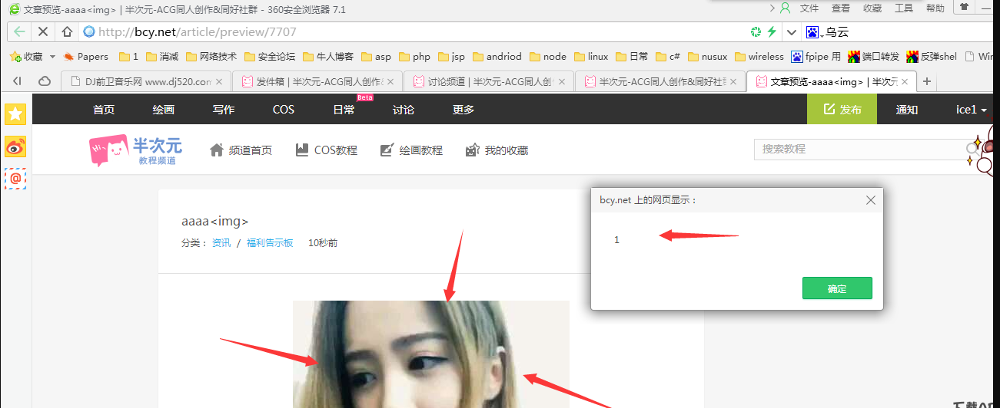 文章预览-aaaa<img> | 半次元-ACG同人创作&同好社群 - 360安全浏览器 7.1
文件 查看 收藏 工具 帮助
http://bcy.net/article/preview/7707
乌云
收藏 Papers 1 消减 网络技术 安全论坛 牛人博客 asp php jsp andriod node linux 日常 c# nusux wireless fpipe 用 端口转发 反弹shel Win
DJ前卫音乐网 www.dj520.con 发件箱 | 半次元-ACG同人创作& 讨论频道 | 半次元-ACG同人创 半次元-ACG同人创作&同好社 文章预览-aaaa<img> | 半次元
首页 绘画 写作 COS 日常 Beta 讨论 更多 发布 通知 ice1
Hi, 半次元 教程频道 频道首页 COS教程 绘画教程 我的收藏 搜索教程
bcy.net 上的网页显示：
aaaa<img>
1
分类： 资讯 / 福利告示板 10秒前
确定